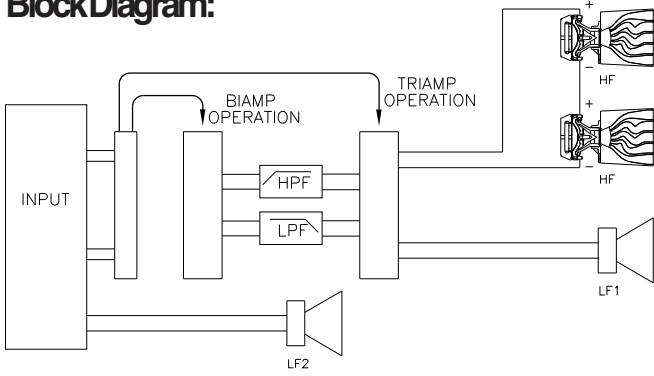 Block Diagram:
+
−
HF
+
−
HF
TRIAMP
OPERATION
BIAMP
OPERATION
INPUT
HPF
LPF
LF1
LF2